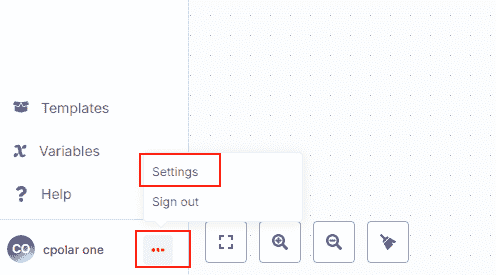 Templates
Variables
Help
Settings
Sign out
CO
cpolar one